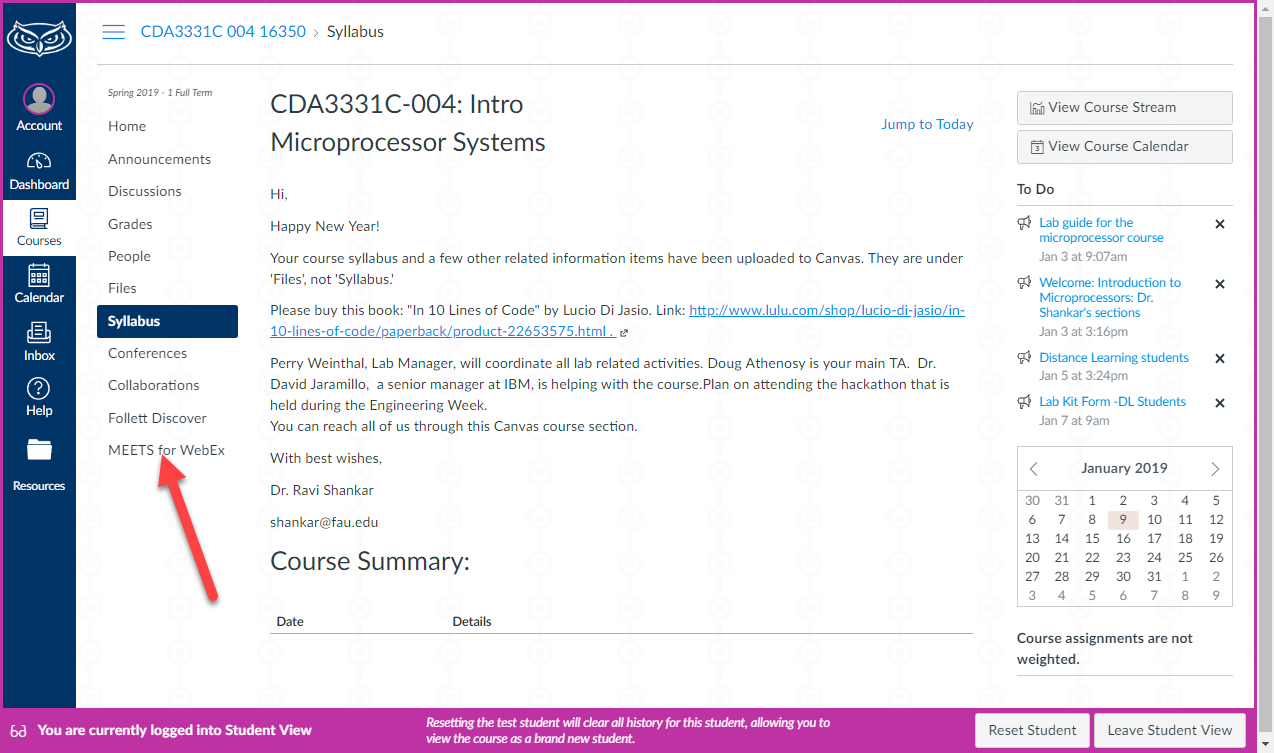 CDA3331C 004 16350 › Syllabus
Account
Dashboard
Courses
Calendar
Inbox
Help
Resources
Spring 2019 - 1 Full Term
Home
Announcements
Discussions
Grades
People
Files
Syllabus
Conferences
Collaborations
Follett Discover
MEETS for WebEx
CDA3331C-004: Intro
Microprocessor Systems
Jump to Today
Hi,
Happy New Year!
Your course syllabus and a few other related information items have been uploaded to Canvas. They are under
'Files', not 'Syllabus.'
Please buy this book: "In 10 Lines of Code" by Lucio Di Jasio. Link: http://www.lulu.com/shop/lucio-di-jasio/in-
10-lines-of-code/paperback/product-22653575.html .
Perry Weinthal, Lab Manager, will coordinate all lab related activities. Doug Athenosy is your main TA.  Dr.
David Jaramillo,  a senior manager at IBM, is helping with the course.Plan on attending the hackathon that is
held during the Engineering Week.
You can reach all of us through this Canvas course section.
With best wishes,
Dr. Ravi Shankar
shankar@fau.edu
Course Summary:
Date Details
View Course Stream
3 View Course Calendar
To Do
Lab guide for the
microprocessor course
Jan 3 at 9:07am
Welcome: Introduction to
Microprocessors: Dr.
Shankar's sections
Jan 3 at 3:16pm
Distance Learning students
Jan 5 at 3:24pm
Lab Kit Form -DL Students
Jan 7 at 9am
January 2019
30 31 1 2 3 4 5
6 7 8 9 10 11 12
13 14 15 16 17 18 19
20 21 22 23 24 25 26
27 28 29 30 31 1 2
3 4 5 6 7 8 9
Course assignments are not
weighted.
You are currently logged into Student View
Resetting the test student will clear all history for this student, allowing you to
view the course as a brand new student.
Reset Student
Leave Student View